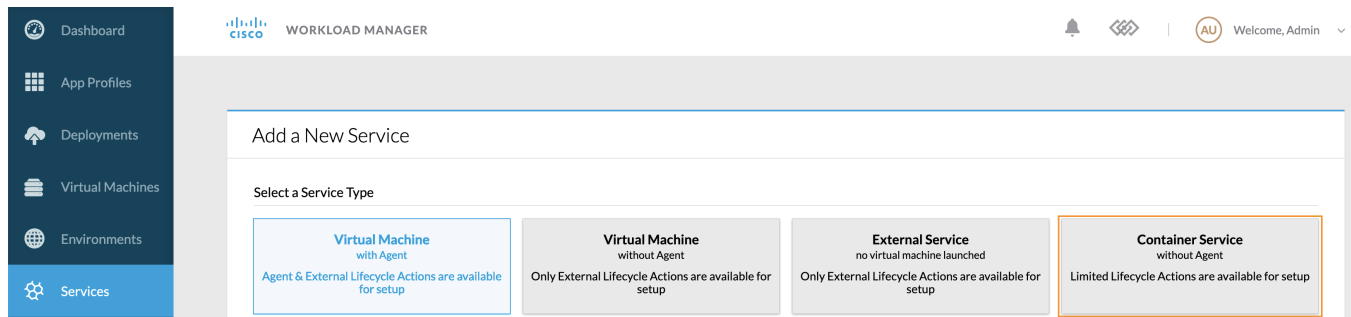 Dashboard
CISCO WORKLOAD MANAGER
AU Welcome, Admin
App Profiles
Deployments
Add a New Service
Virtual Machines
Select a Service Type
Environments
Services
Virtual Machine
with Agent
Agent & External Lifecycle Actions are available
for setup
Virtual Machine
without Agent
Only External Lifecycle Actions are available for
setup
External Service
no virtual machine launched
Only External Lifecycle Actions are available for
setup
Container Service
without Agent
Limited Lifecycle Actions are available for setup